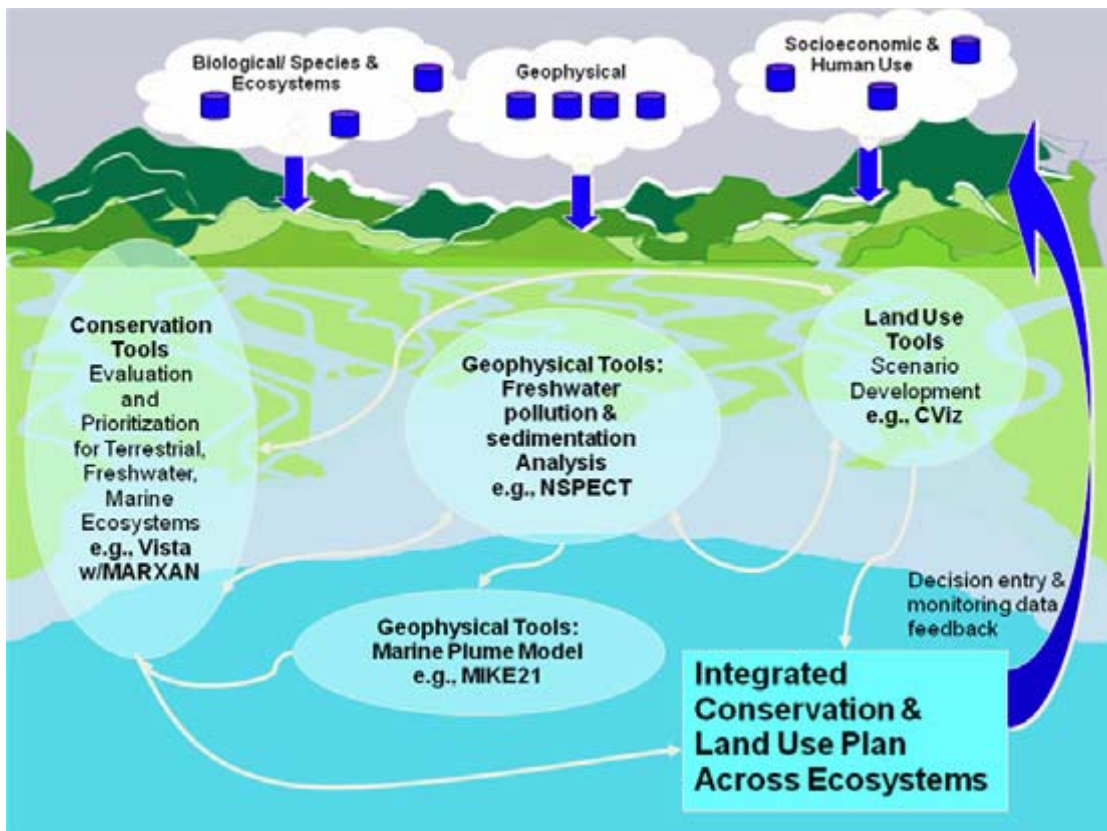 Biological/ Species &
Ecosystems
Geophysical
Socioeconomic &
Human Use
Conservation
Tools
Evaluation
and
Prioritization
for Terrestrial,
Freshwater,
Marine
Ecosystems
e.g., Vista
w/MARXAN
Geophysical Tools:
Freshwater
pollution &
sedimentation
Analysis
e.g., NSPECT
Land Use
Tools
Scenario
Development
e.g., CViz
Geophysical Tools:
Marine Plume Model
e.g., MIKE21
Decision entry &
monitoring data
feedback
Integrated
Conservation &
Land Use Plan
Across Ecosystems